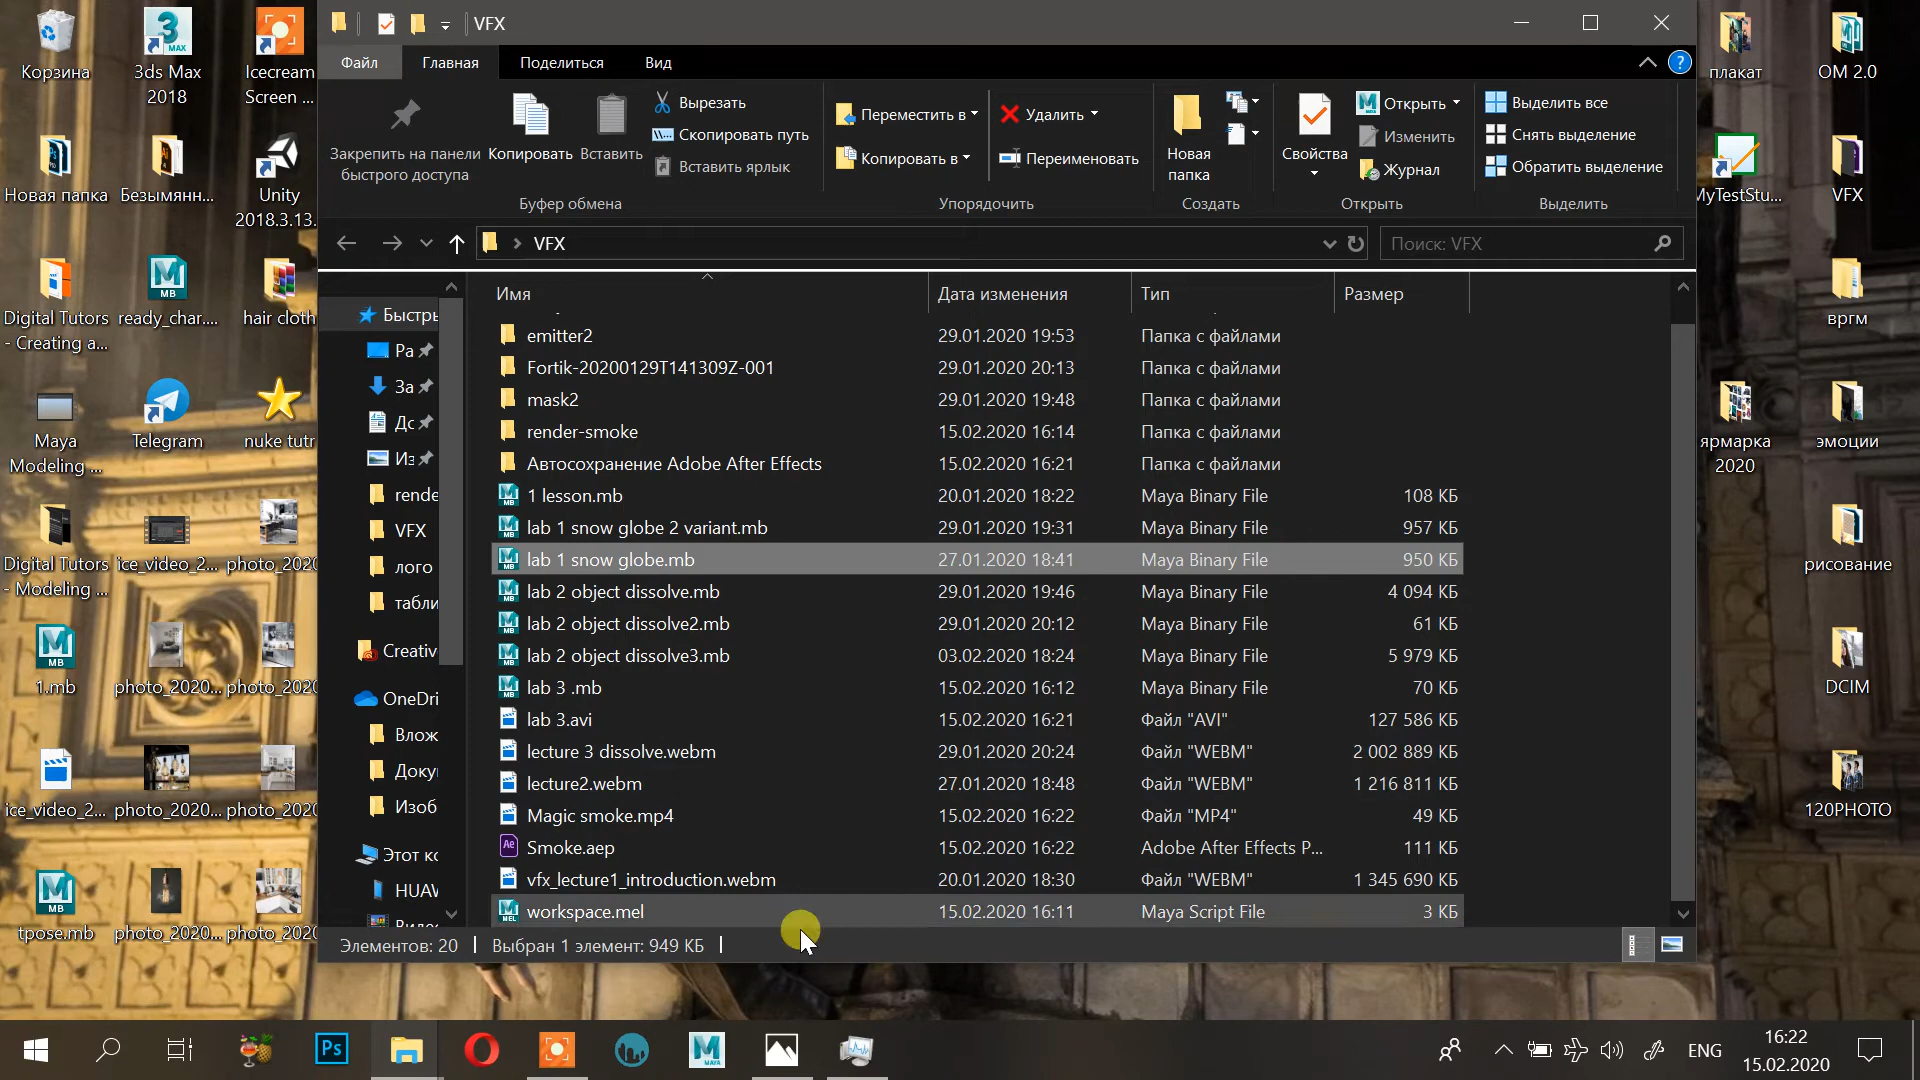 VFX
Файл
Главная
Поделиться
Вид
Закрепить на панели
быстрого доступа
Копировать
Вставить
Вырезать
Скопировать путь
Вставить ярлык
Буфер обмена
Переместить в
Копировать в
Удалить
Переименовать
Упорядочить
Новая
папка
Создать
Свойства
Открыть
Изменить
Журнал
Открыть
Выделить все
Снять выделение
Обратить выделение
Выделить
VFX
Поиск: VFX
Имя
Дата изменения
Тип
Размер
emitter2 29.01.2020 19:53 Папка с файлами
Fortik-20200129T141309Z-001 29.01.2020 20:13 Папка с файлами
mask2 29.01.2020 19:48 Папка с файлами
render-smoke 15.02.2020 16:14 Папка с файлами
Автосохранение Adobe After Effects 15.02.2020 16:21 Папка с файлами
1 lesson.mb 20.01.2020 18:22 Maya Binary File 108 КБ
lab 1 snow globe 2 variant.mb 29.01.2020 19:31 Maya Binary File 957 КБ
lab 1 snow globe.mb 27.01.2020 18:41 Maya Binary File 950 КБ
lab 2 object dissolve.mb 29.01.2020 19:46 Maya Binary File 4 094 КБ
lab 2 object dissolve2.mb 29.01.2020 20:12 Maya Binary File 61 КБ
lab 2 object dissolve3.mb 03.02.2020 18:24 Maya Binary File 5 979 КБ
lab 3 .mb 15.02.2020 16:12 Maya Binary File 70 КБ
lab 3.avi 15.02.2020 16:21 Файл "AVI" 127 586 КБ
lecture 3 dissolve.webm 29.01.2020 20:24 Файл "WEBM" 2 002 889 КБ
lecture2.webm 27.01.2020 18:48 Файл "WEBM" 1 216 811 КБ
Magic smoke.mp4 15.02.2020 16:22 Файл "MP4" 49 КБ
Smoke.aep 15.02.2020 16:22 Adobe After Effects P... 111 КБ
vfx_lecture1_introduction.webm 20.01.2020 18:30 Файл "WEBM" 1 345 690 КБ
workspace.mel 15.02.2020 16:11 Maya Script File 3 КБ
Быстры
Ра
За
До
Из
rende
VFX
лого
табли
Creativ
OneDri
Влож
Доку
Изоб
Этот ко
HUAW
Элементов: 20
Выбран 1 элемент: 949 КБ
Корзина
3ds Max
2018
Icecream
Screen ...
Новая папка
Безымянн...
Unity
2018.3.13.
Digital Tutors
- Creating a...
ready_char....
hair cloth
Maya
Modeling ...
Telegram
nuke tutr
Digital Tutors
- Modeling ...
ice_video_2...
photo_2020
1.mb
photo_2020...
photo_2020
ice_video_2...
photo_2020...
photo_2020
tpose.mb
photo_2020...
photo_2020
плакат
OM 2.0
MyTestStu...
VFX
вргм
ярмарка
2020
эмоции
рисование
DCIM
120PHOTO
Ps
ENG
16:22
15.02.2020